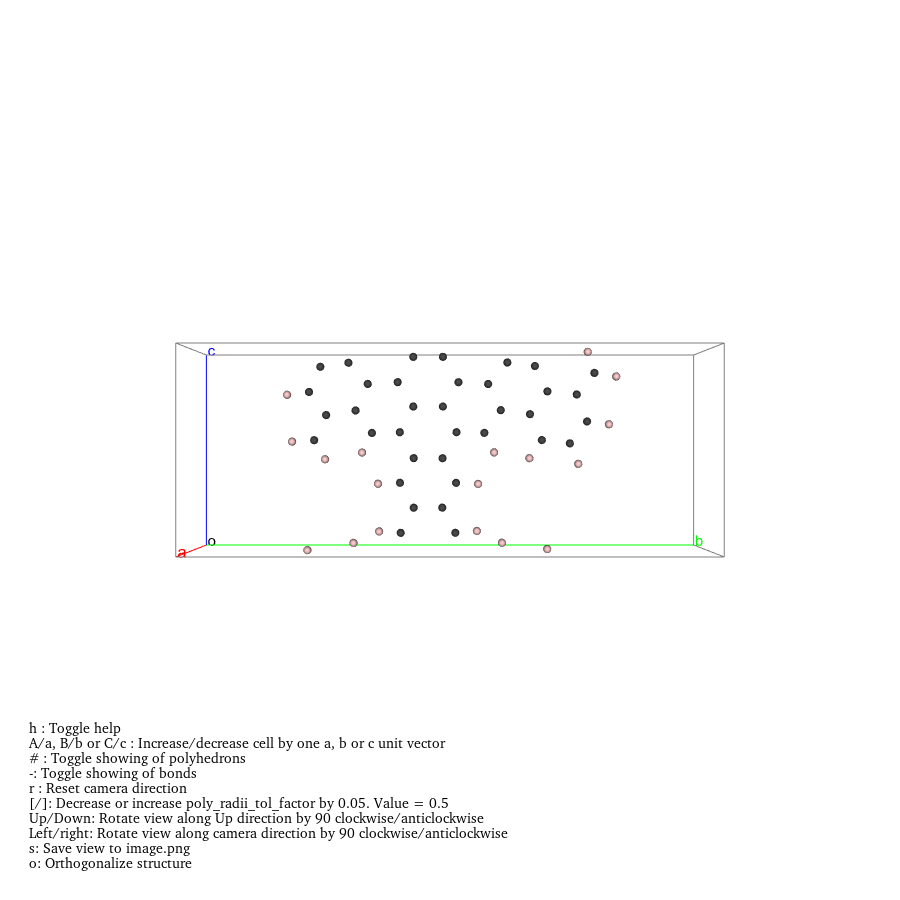 c
o
a
b
h : Toggle help
A/a, B/b or C/c : Increase/decrease cell by one a, b or c unit vector
# : Toggle showing of polyhedrons
-: Toggle showing of bonds
r : Reset camera direction
[/]: Decrease or increase poly_radii_tol_factor by 0.05. Value = 0.5
Up/Down: Rotate view along Up direction by 90 clockwise/anticlockwise
Left/right: Rotate view along camera direction by 90 clockwise/anticlockwise
s: Save view to image.png
o: Orthogonalize structure